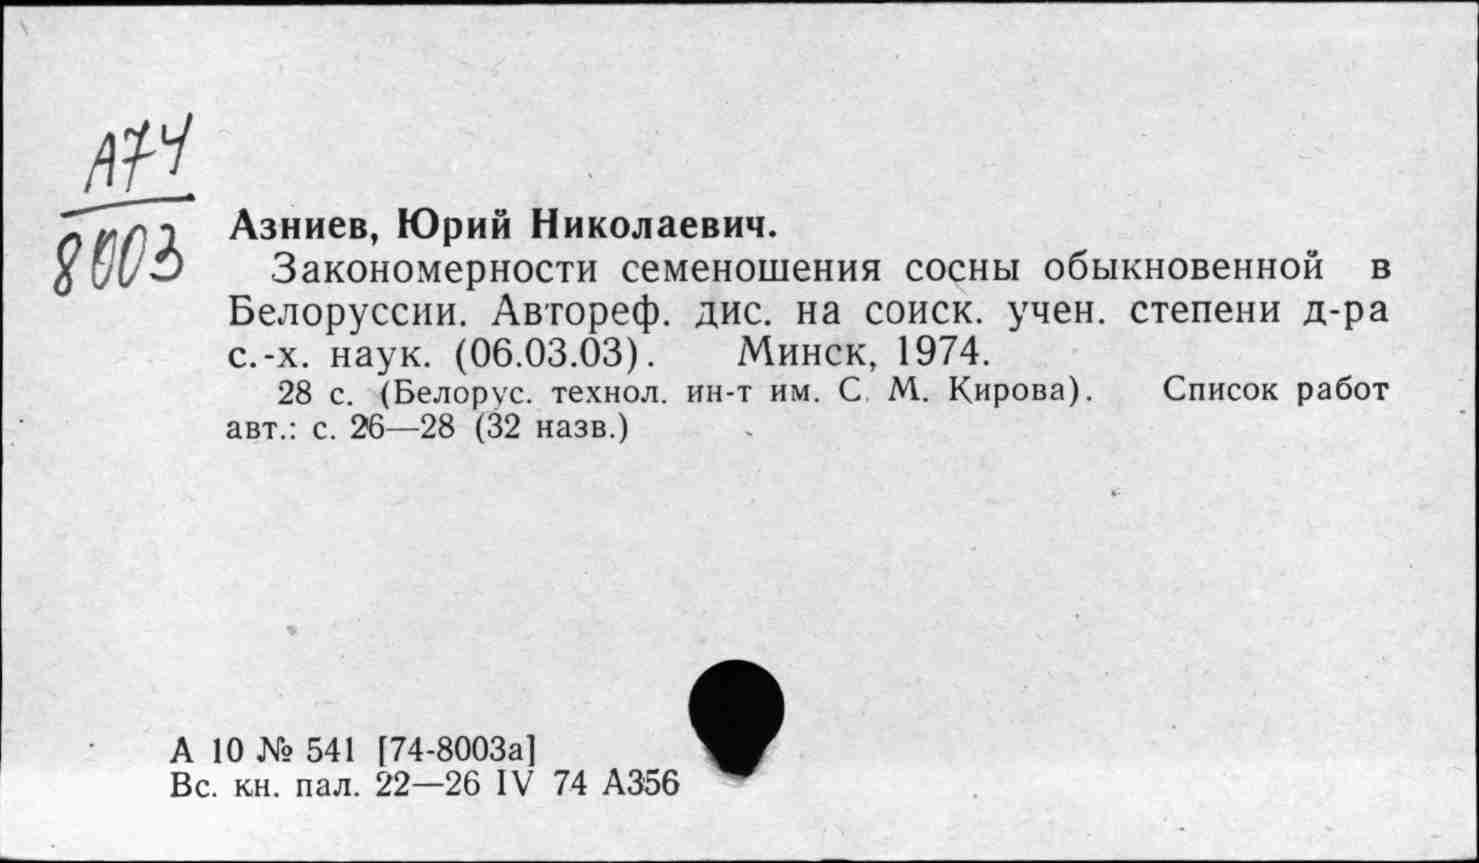 А74
8003
Азниев, Юрий Николаевич.
Закономерности семеношения сосны обыкновенной в
Белоруссии. Автореф. дис. на соиск. учен. степени д-ра
с.-х. наук. (06.03.03). Минск, 1974.
28 с. (Белорус. технол. ин-т им. С. М. Кирова). Список работ
авт.: с. 26—28 (32 назв.)
А 10 № 541 [74-8003а]
Вс. кн. пал. 22—26 IV 74 А356